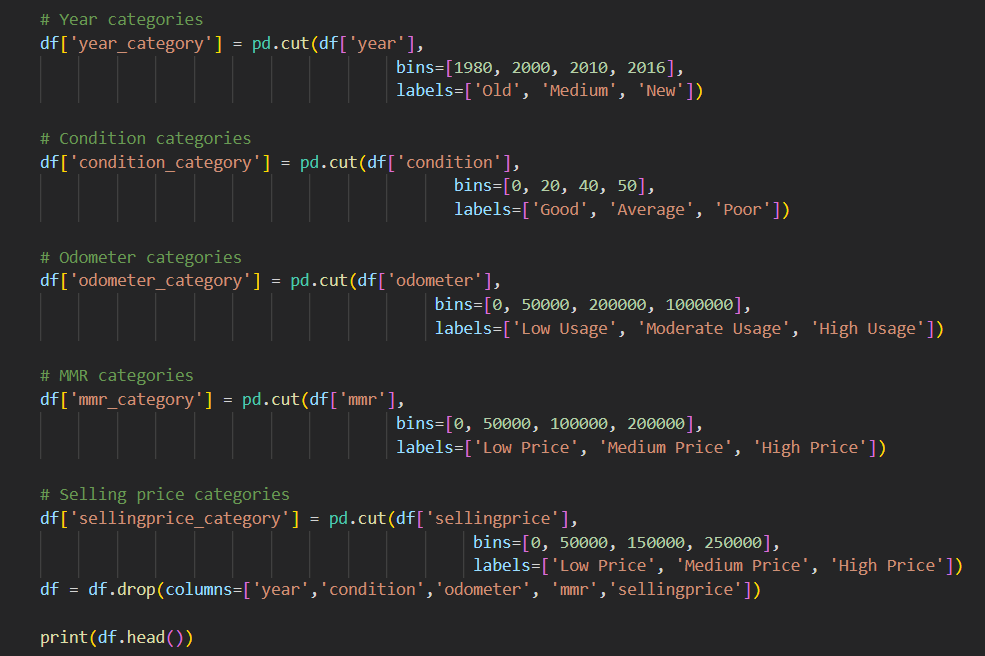 # Year categories
df['year_category'] = pd.cut(df['year'],
bins=[1980, 2000, 2010, 2016],
labels=['Old', 'Medium', 'New'])
# Condition categories
df['condition_category'] = pd.cut(df['condition'],
bins=[0, 20, 40, 50],
labels=['Good', 'Average', 'Poor'])
# Odometer categories
df['odometer_category'] = pd.cut(df['odometer'],
bins=[0, 50000, 200000, 1000000],
labels=['Low Usage', 'Moderate Usage', 'High Usage'])
# MMR categories
df['mmr_category'] = pd.cut(df['mmr'],
bins=[0, 50000, 100000, 200000],
labels=['Low Price', 'Medium Price', 'High Price'])
# Selling price categories
df['sellingprice_category'] = pd.cut(df['sellingprice'],
bins=[0, 50000, 150000, 250000],
labels=['Low Price', 'Medium Price', 'High Price'])
df = df.drop(columns=['year','condition','odometer', 'mmr','sellingprice'])
print(df.head())